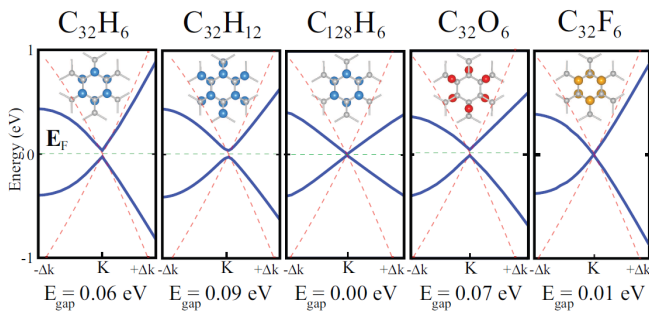 C32H6 C32H12 C128H6 C32O6 C32F6
Energy (eV)
1
0
-1
EF
-Δk K +Δk -Δk K +Δk -Δk K +Δk -Δk K +Δk -Δk K +Δk
Egap = 0.06 eV Egap = 0.09 eV Egap = 0.00 eV Egap = 0.07 eV Egap = 0.01 eV